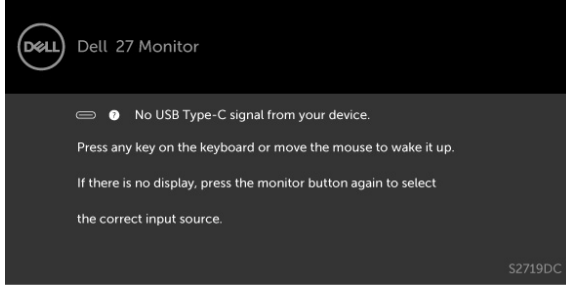 DELL
Dell 27 Monitor
? No USB Type-C signal from your device.
Press any key on the keyboard or move the mouse to wake it up.
If there is no display, press the monitor button again to select
the correct input source.
S2719DC